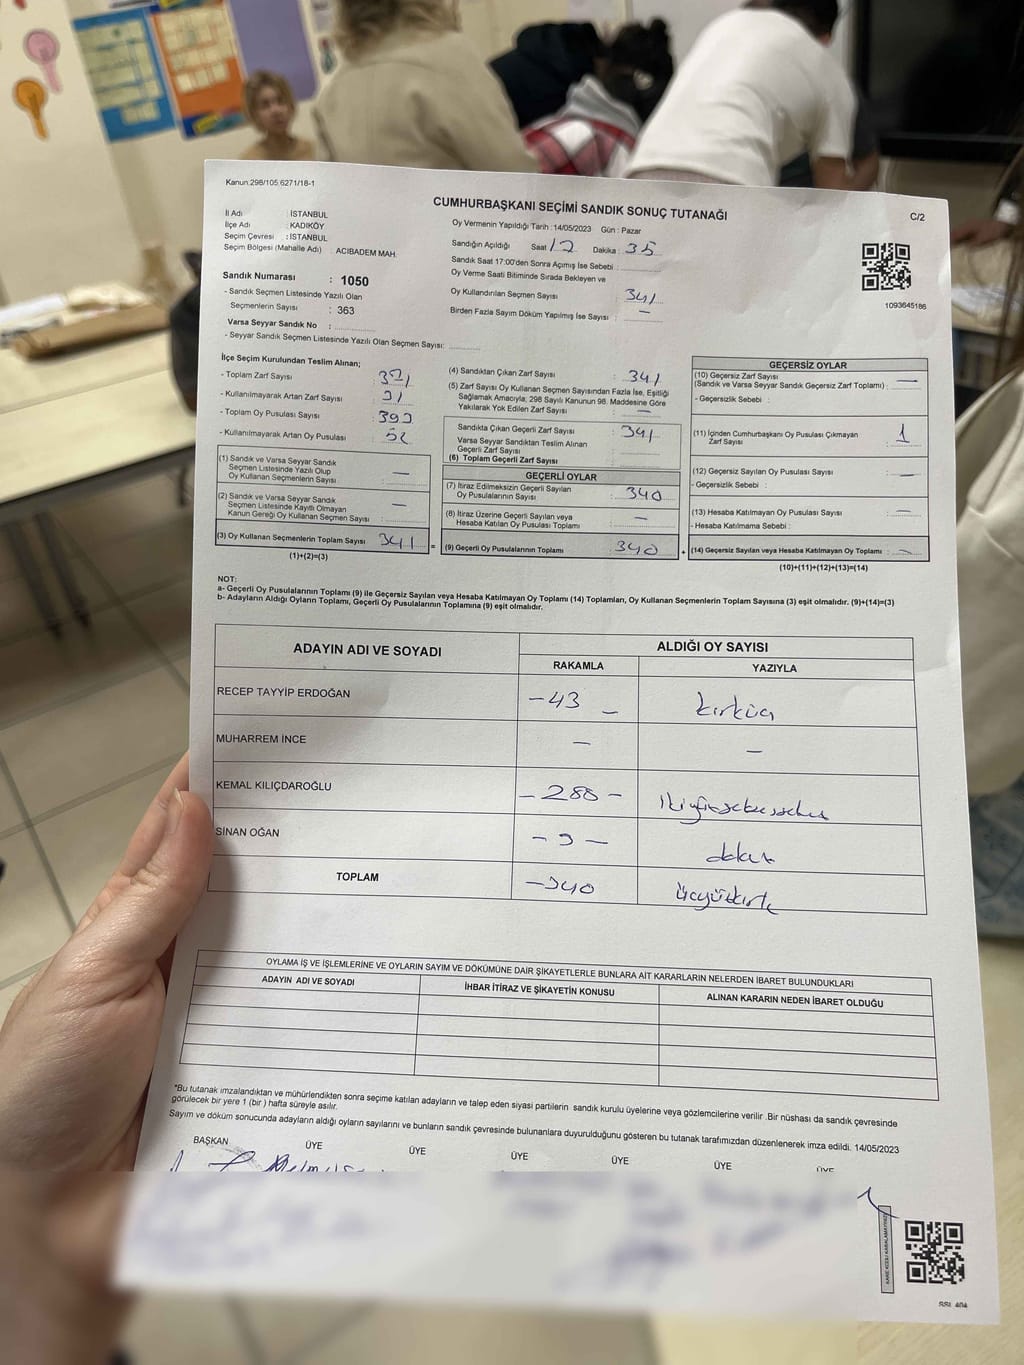 Kanun:298/105,6271/18-1
CUMHURBAŞKANI SEÇİMİ SANDIK SONUÇ TUTANAĞI
C/2
İl Adı : İSTANBUL
İlçe Adı : KADIKÖY
Seçim Çevresi : İSTANBUL
Seçim Bölgesi (Mahalle Adı) : ACIBADEM MAH.
Sandık Numarası : 1050
- Sandık Seçmen Listesinde Yazılı Olan
Seçmenlerin Sayısı : 363
Varsa Seyyar Sandık No :
- Seyyar Sandık Seçmen Listesinde Yazılı Olan Seçmen Sayısı:
Oy Vermenin Yapıldığı Tarih : 14/05/2023 Gün : Pazar
Sandığın Açıldığı Saat 12 Dakika : 35
Sandık Saat 17:00'den Sonra Açmış İse Sebebi :
Oy Verme Saati Bitiminde Sırada Bekleyen ve
Oy Kullandırılan Seçmen Sayısı : 341
Birden Fazla Sayım Döküm Yapılmış İse Sayısı : —
1093645186
İlçe Seçim Kurulundan Teslim Alınan;
- Toplam Zarf Sayısı :
- Kullanılmayarak Artan Zarf Sayısı :
- Toplam Oy Pusulası Sayısı : 393
- Kullanılmayarak Artan Oy Pusulası : 52
(1) Sandık ve Varsa Seyyar Sandık
Seçmen Listesinde Yazılı Olup
Oy Kullanan Seçmenlerin Sayısı : —
(2) Sandık ve Varsa Seyyar Sandık
Seçmen Listesinde Kayıtlı Olmayan
Kanun Gereği Oy Kullanan Seçmen Sayısı : —
(3) Oy Kullanan Seçmenlerin Toplam Sayısı : 341
(1)+(2)=(3)
(4) Sandıktan Çıkan Zarf Sayısı : 341
(5) Zarf Sayısı Oy Kullanan Seçmen Sayısından Fazla İse, Eşitliği
Sağlamak Amacıyla; 298 Sayılı Kanunun 98. Maddesine Göre
Yakılarak Yok Edilen Zarf Sayısı : —
Sandıkta Çıkan Geçerli Zarf Sayısı : 341
Varsa Seyyar Sandıktan Teslim Alınan
Geçerli Zarf Sayısı :
(6) Toplam Geçerli Zarf Sayısı :
GEÇERLİ OYLAR
(7) İtiraz Edilmeksizin Geçerli Sayılan
Oy Pusulalarının Sayısı : 340
(8) İtiraz Üzerine Geçerli Sayılan veya
Hesaba Katılan Oy Pusulası Toplamı : —
= (9) Geçerli Oy Pusulalarının Toplamı : 340 +
GEÇERSİZ OYLAR
(10) Geçersiz Zarf Sayısı
(Sandık ve Varsa Seyyar Sandık Geçersiz Zarf Toplamı) : —
- Geçersizlik Sebebi :
(11) İçinden Cumhurbaşkanı Oy Pusulası Çıkmayan
Zarf Sayısı : 1
(12) Geçersiz Sayılan Oy Pusulası Sayısı : —
- Geçersizlik Sebebi :
(13) Hesaba Katılmayan Oy Pusulası Sayısı : —
- Hesaba Katılmama Sebebi :
(14) Geçersiz Sayılan veya Hesaba Katılmayan Oy Toplamı : —
(10)+(11)+(12)+(13)=(14)
NOT:
a- Geçerli Oy Pusulalarının Toplamı (9) ile Geçersiz Sayılan veya Hesaba Katılmayan Oy Toplamı (14) Toplamları, Oy Kullanan Seçmenlerin Toplam Sayısına (3) eşit olmalıdır. (9)+(14)=(3)
b- Adayların Aldığı Oyların Toplamı, Geçerli Oy Pusulalarının Toplamına (9) eşit olmalıdır.
ADAYIN ADI VE SOYADI ALDIĞI OY SAYISI
RAKAMLA YAZIYLA
RECEP TAYYİP ERDOĞAN – 43 – kırküç
MUHARREM İNCE — —
KEMAL KILIÇDAROĞLU – 288 – ikiyüzseksensekiz
SİNAN OĞAN – 9 – dokuz
TOPLAM – 340 üçyüzkırk
OYLAMA İŞ VE İŞLEMLERİNE VE OYLARIN SAYIM VE DÖKÜMÜNE DAİR ŞİKAYETLERLE BUNLARA AİT KARARLARIN NELERDEN İBARET BULUNDUKLARI
ADAYIN ADI VE SOYADI İHBAR İTİRAZ VE ŞİKAYETİN KONUSU ALINAN KARARIN NEDEN İBARET OLDUĞU
*Bu tutanak imzalandıktan ve mühürlendikten sonra seçime katılan adayların ve talep eden siyasi partilerin sandık kurulu üyelerine veya gözlemcilerine verilir .Bir nüshası da sandık çevresinde
görülecek bir yere 1 (bir ) hafta süreyle asılır.
Sayım ve döküm sonucunda adayların aldığı oyların sayılarını ve bunların sandık çevresinde bulunanlara duyurulduğunu gösteren bu tutanak tarafımızdan düzenlenerek imza edildi. 14/05/2023
BAŞKAN ÜYE ÜYE ÜYE ÜYE ÜYE ÜYE
KARE KODU KARALAMAYINIZ